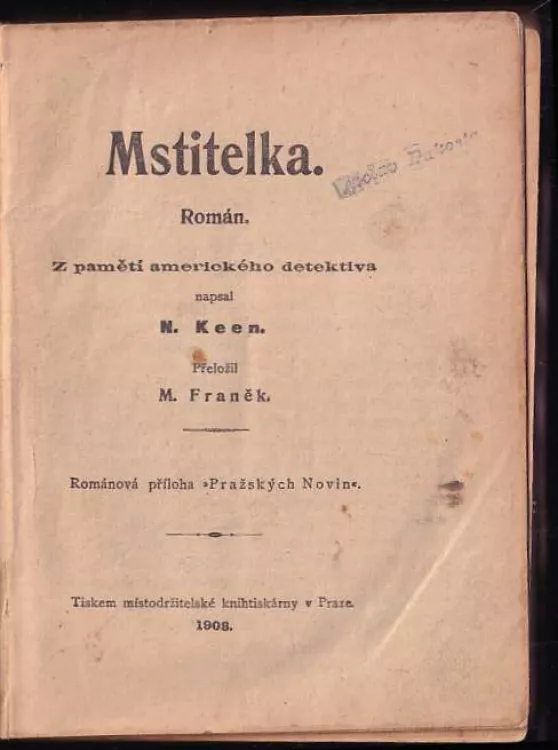 Mstitelka.
Román.
Z pamětí amerického detektiva
napsal
N. Keen.
Přeložil
M. Franěk.
Románová příloha »Pražských Novin«.
Tiskem místodržitelské knihtiskárny v Praze.
1908.